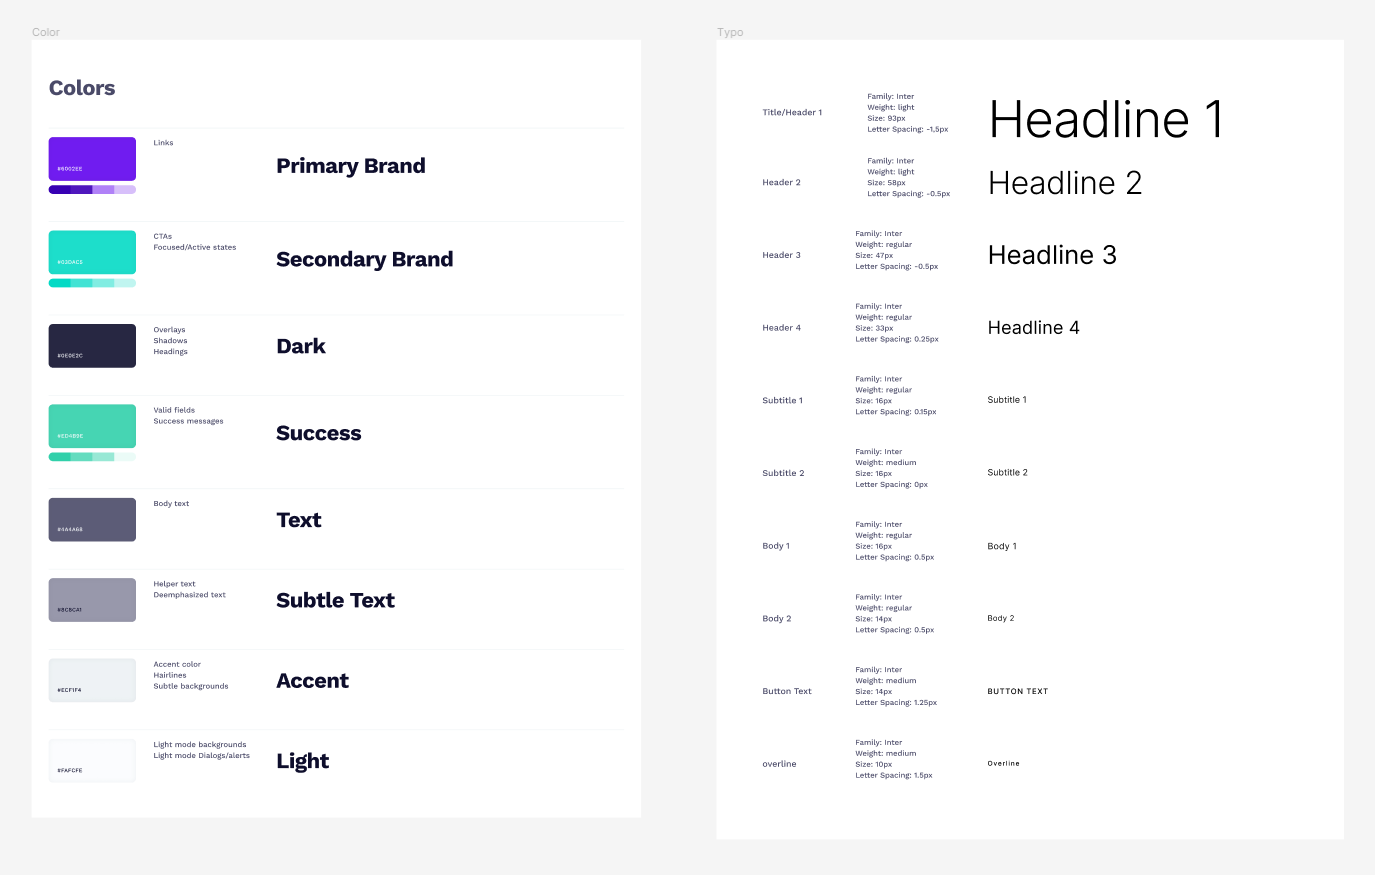 Color
Colors
#6002EE
Links
Primary Brand
#03DAC5
CTAs
Focused/Active states
Secondary Brand
#0E0E2C
Overlays
Shadows
Headings
Dark
Valid fields
Success messages
Success
#4A4A68
Body text
Text
#8C8CA1
Helper text
Deemphasized text
Subtle Text
#ECF1F4
Accent color
Hairlines
Subtle backgrounds
Accent
#FAFCFE
Light mode backgrounds
Light mode Dialogs/alerts
Light
Typo
Title/Header 1
Family: Inter
Weight: light
Size: 93px
Letter Spacing: -1,5px
Headline 1
Header 2
Family: Inter
Weight: light
Size: 58px
Letter Spacing: -0.5px
Headline 2
Header 3
Family: Inter
Weight: regular
Size: 47px
Letter Spacing: -0.5px
Headline 3
Header 4
Family: Inter
Weight: regular
Size: 33px
Letter Spacing: 0.25px
Headline 4
Subtitle 1
Family: Inter
Weight: regular
Size: 16px
Letter Spacing: 0.15px
Subtitle 1
Subtitle 2
Family: Inter
Weight: medium
Size: 16px
Letter Spacing: 0px
Subtitle 2
Body 1
Family: Inter
Weight: regular
Size: 16px
Letter Spacing: 0.5px
Body 1
Body 2
Family: Inter
Weight: regular
Size: 14px
Letter Spacing: 0.5px
Body 2
Button Text
Family: Inter
Weight: medium
Size: 14px
Letter Spacing: 1.25px
BUTTON TEXT
overline
Family: Inter
Weight: medium
Size: 10px
Letter Spacing: 1.5px
Overline